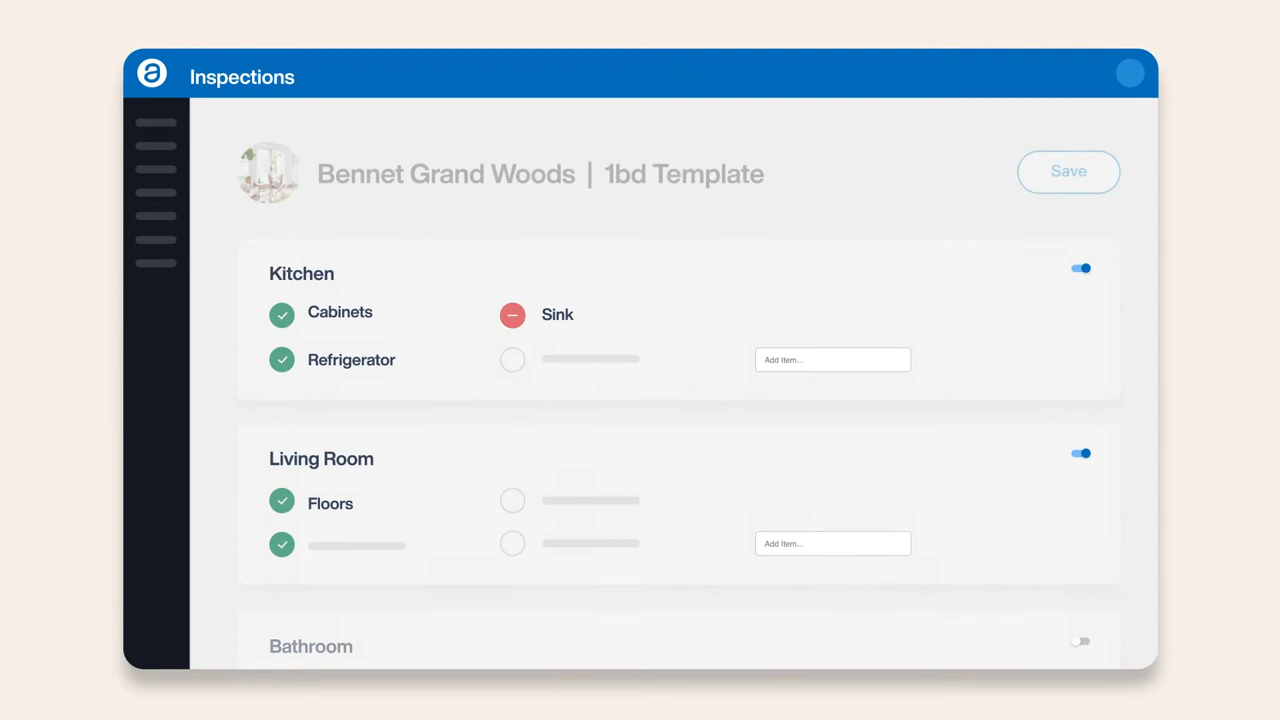 a
Inspections
Bennet Grand Woods | 1bd Template
Save
Kitchen
Cabinets
Sink
Refrigerator
Add Item...
Living Room
Floors
Add Item...
Bathroom